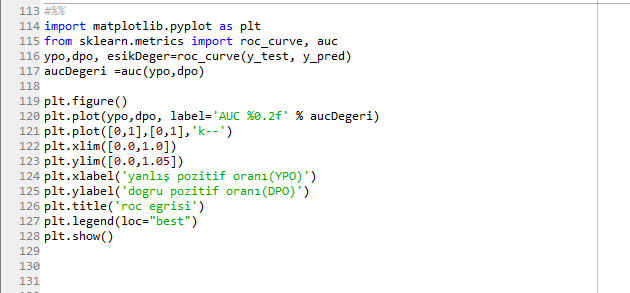 113 #%%
114 import matplotlib.pyplot as plt
115 from sklearn.metrics import roc_curve, auc
116 ypo,dpo, esikDeger=roc_curve(y_test, y_pred)
117 aucDegeri =auc(ypo,dpo)
118
119 plt.figure()
120 plt.plot(ypo,dpo, label='AUC %0.2f' % aucDegeri)
121 plt.plot([0,1],[0,1],'k--')
122 plt.xlim([0.0,1.0])
123 plt.ylim([0.0,1.05])
124 plt.xlabel('yanlış pozitif oranı(YPO)')
125 plt.ylabel('dogru pozitif oranı(DPO)')
126 plt.title('roc egrisi')
127 plt.legend(loc="best")
128 plt.show()
129
130
131